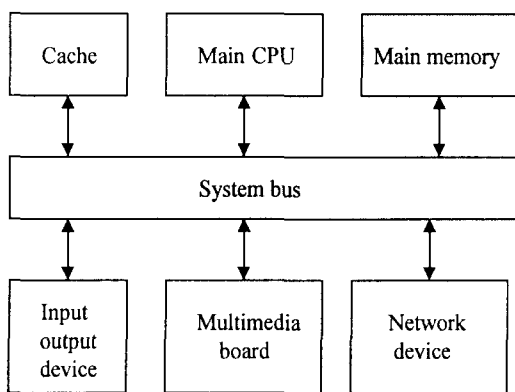 Cache
Main CPU
Main memory
System bus
Input
output
device
Multimedia
board
Network
device